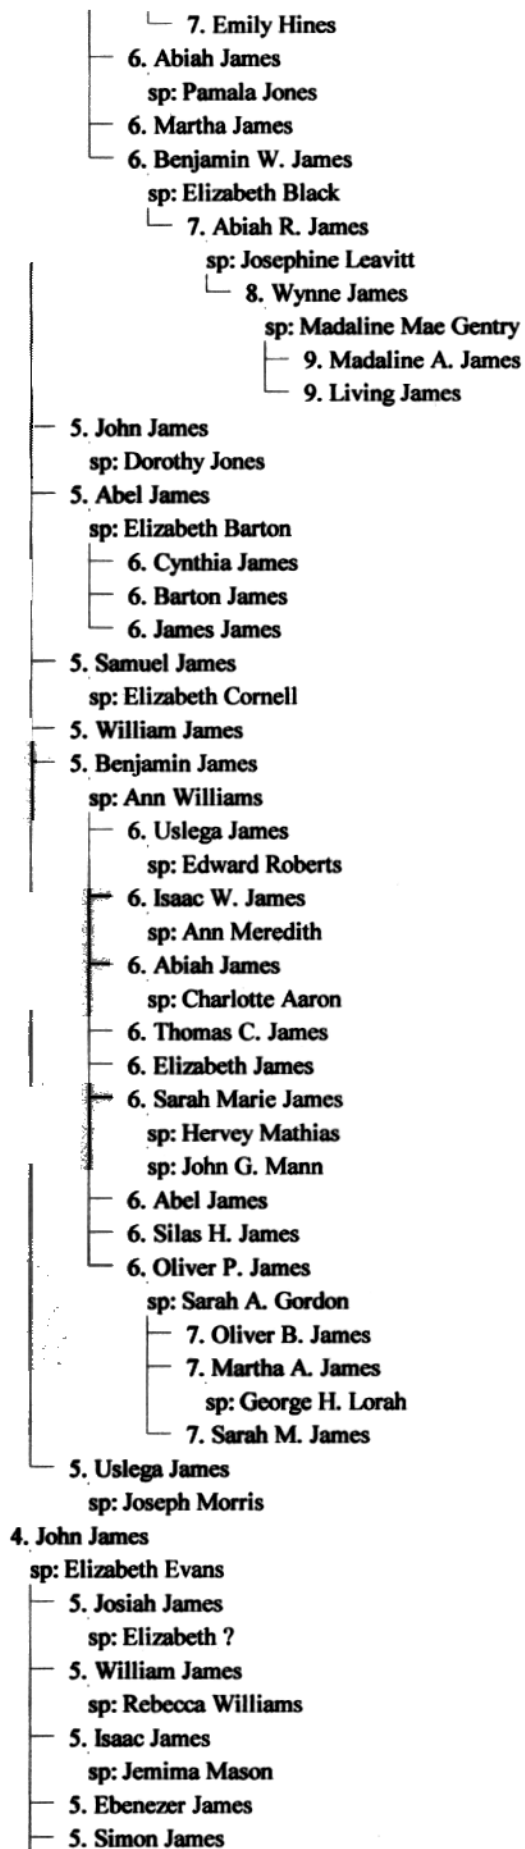 7. Emily Hines
6. Abiah James
sp: Pamala Jones
6. Martha James
6. Benjamin W. James
sp: Elizabeth Black
7. Abiah R. James
sp: Josephine Leavitt
8. Wynne James
sp: Madaline Mae Gentry
9. Madaline A. James
9. Living James
5. John James
sp: Dorothy Jones
5. Abel James
sp: Elizabeth Barton
6. Cynthia James
6. Barton James
6. James James
5. Samuel James
sp: Elizabeth Cornell
5. William James
5. Benjamin James
sp: Ann Williams
6. Uslega James
sp: Edward Roberts
6. Isaac W. James
sp: Ann Meredith
6. Abiah James
sp: Charlotte Aaron
6. Thomas C. James
6. Elizabeth James
6. Sarah Marie James
sp: Hervey Mathias
sp: John G. Mann
6. Abel James
6. Silas H. James
6. Oliver P. James
sp: Sarah A. Gordon
7. Oliver B. James
7. Martha A. James
sp: George H. Lorah
7. Sarah M. James
5. Uslega James
sp: Joseph Morris
4. John James
sp: Elizabeth Evans
5. Josiah James
sp: Elizabeth ?
5. William James
sp: Rebecca Williams
5. Isaac James
sp: Jemima Mason
5. Ebenezer James
5. Simon James